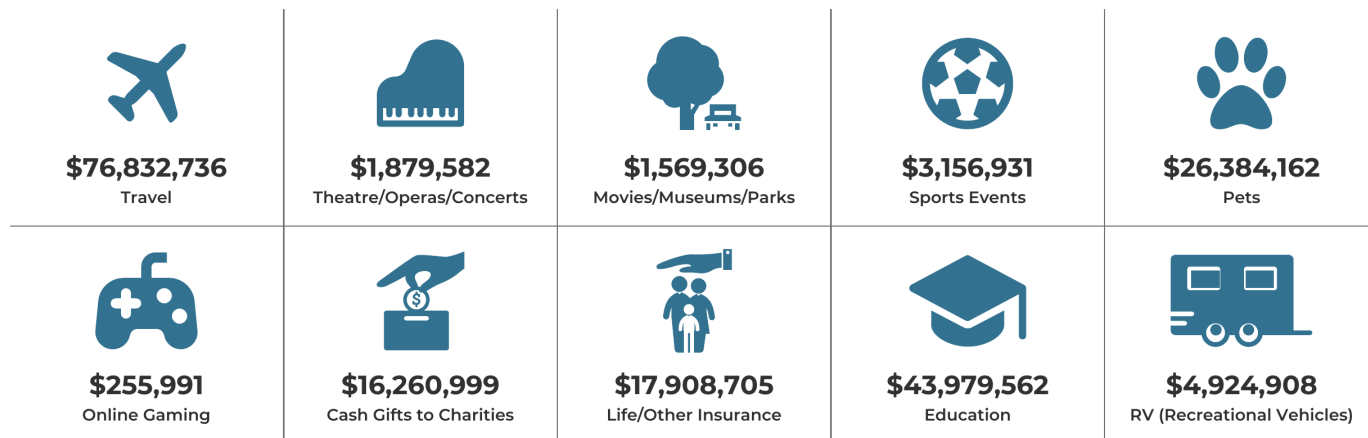 $76,832,736
Travel
$1,879,582
Theatre/Operas/Concerts
$1,569,306
Movies/Museums/Parks
$3,156,931
Sports Events
$26,384,162
Pets
$255,991
Online Gaming
$
$16,260,999
Cash Gifts to Charities
$17,908,705
Life/Other Insurance
$43,979,562
Education
$4,924,908
RV (Recreational Vehicles)